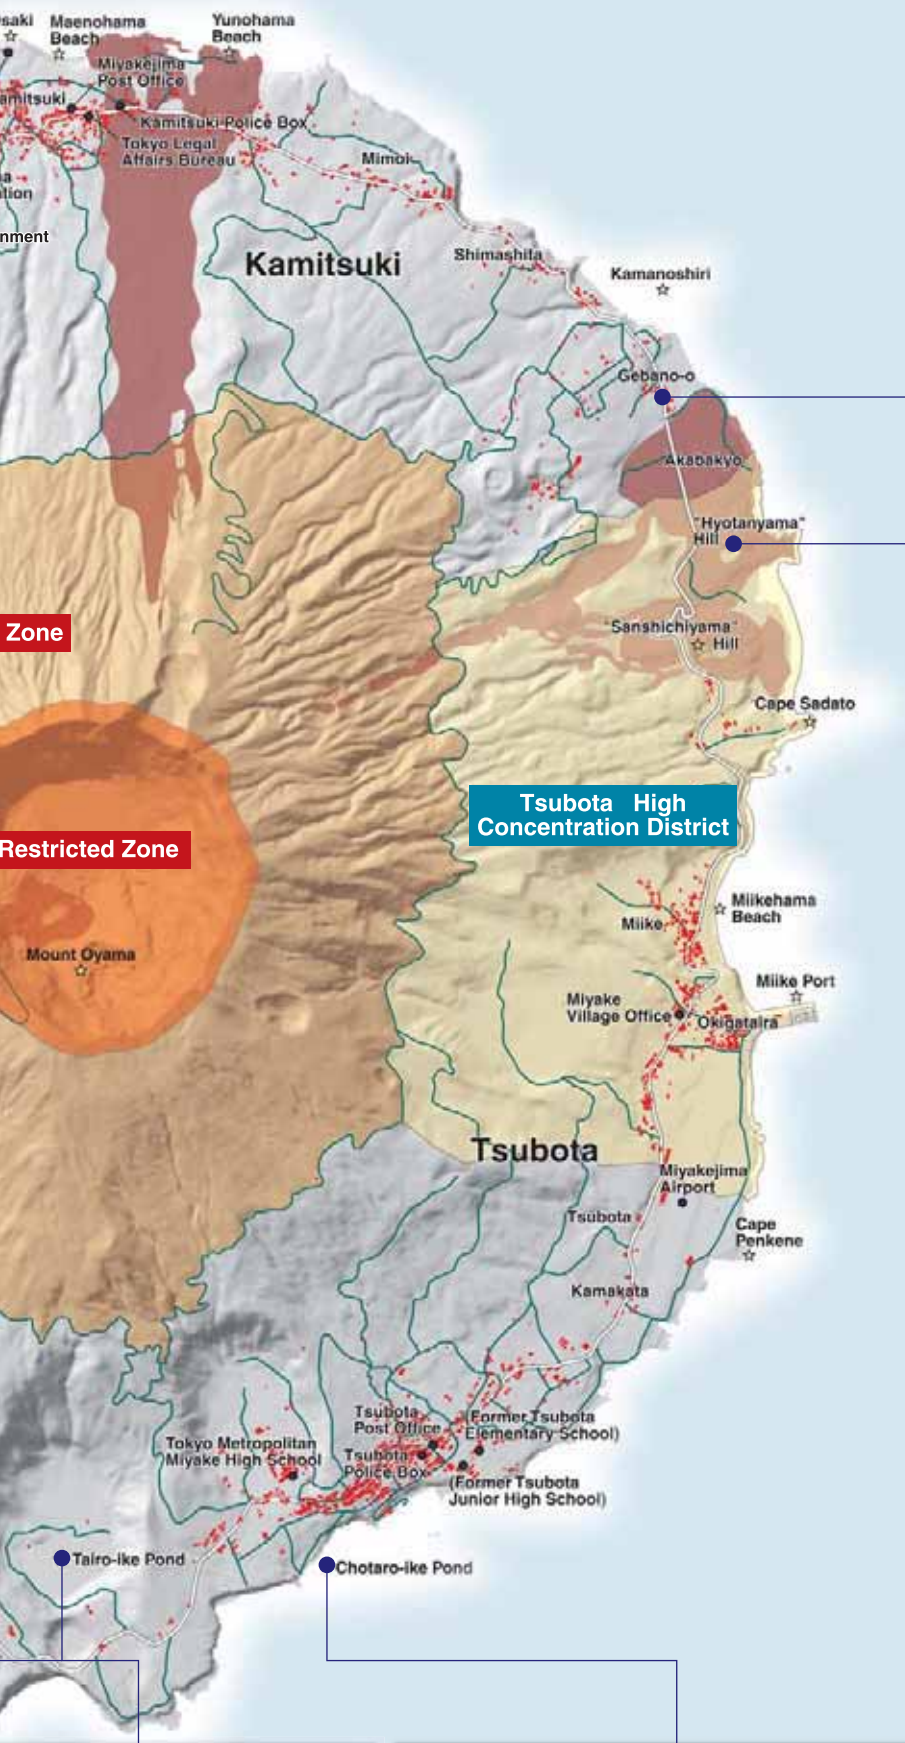 Maenohama
Beach
Yunohama
Beach
Miyakejima
Post Office
Kamitsuki Police Box
Tokyo Legal
Affairs Bureau
Mimoi
Kamitsuki
Shimashita
Kamanoshiri
Gebano-o
Akabakyo
"Hyotanyama"
Hill
Zone
"Sanshichiyama"
Hill
Cape Sadato
Tsubota High
Concentration District
Restricted Zone
Miikehama
Beach
Miike
Mount Oyama
Miike Port
Miyake
Village Office
Okigataira
Tsubota
Miyakejima
Airport
Tsubota
Cape
Penkene
Kamakata
Tsubota
Post Office
(Former Tsubota
Elementary School)
Tokyo Metropolitan
Miyake High School
Tsubota
Police Box
(Former Tsubota
Junior High School)
Tairo-ike Pond
Chotaro-ike Pond